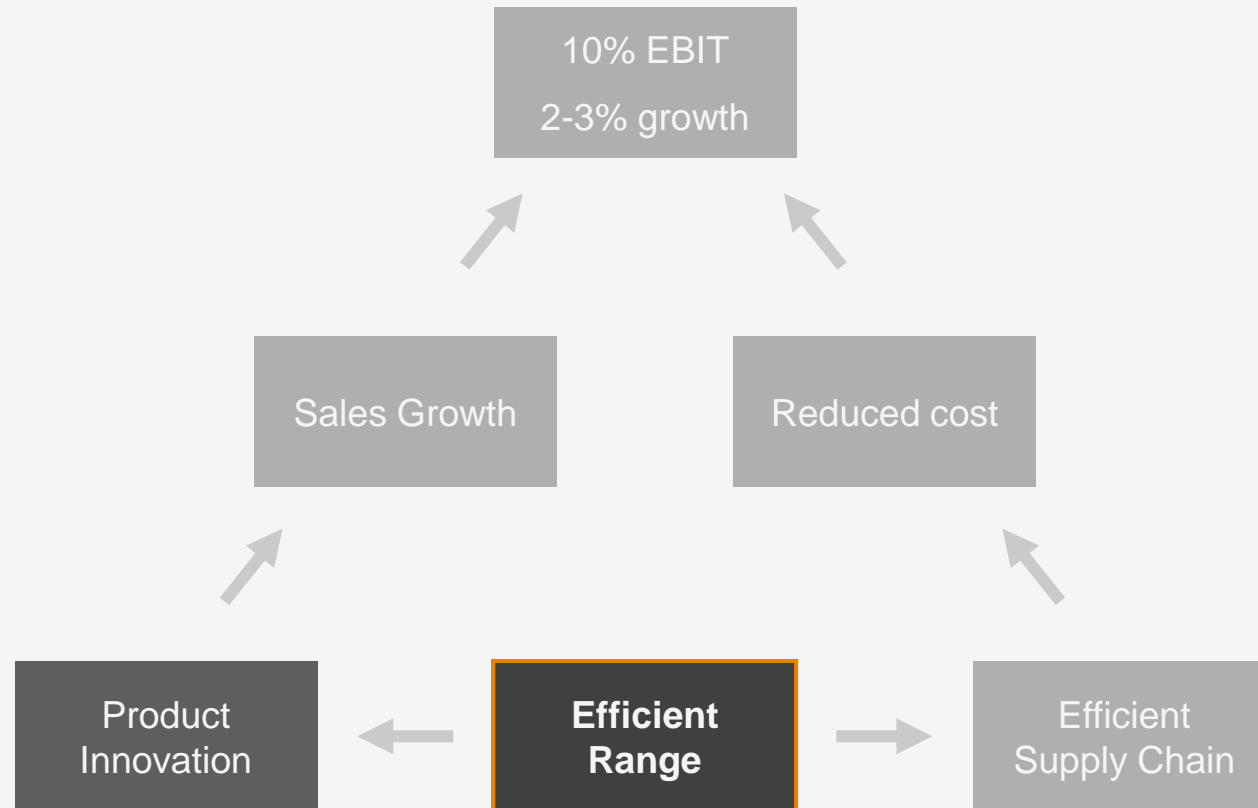 10% EBIT
2-3% growth
Sales Growth
Reduced cost
Product
Innovation
Efficient
Range
Efficient
Supply Chain